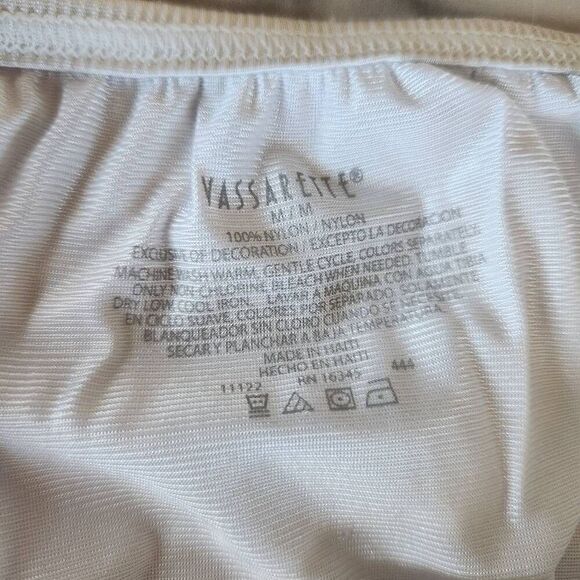 VASSARETTE®
M / M
100% NYLON / NYLON
EXCLUSIVE OF DECORATION / EXCEPTO LA DECORACION
MACHINE WASH WARM, GENTLE CYCLE, COLORS SEPARATELY.
ONLY NON-CHLORINE, BLEACH WHEN NEEDED. TUMBLE
DRY LOW, COOL IRON. LAVAR A MAQUINA CON AGUA TIBIA
EN CICLO SUAVE, COLORES POR SEPARADO. SOLAMENTE
BLANQUEADOR SIN CLORO CUANDO SE NECESITE.
SECAR Y PLANCHAR A BAJA TEMPERATURA.
MADE IN HAITI
HECHO EN HAITI
11122 RN 16345 444